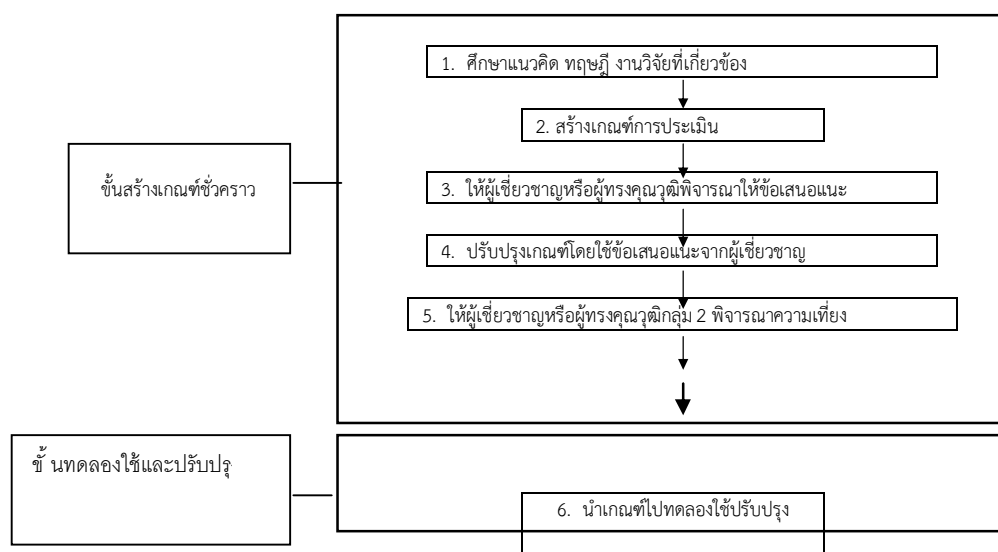 1. ศึกษาแนวคิด ทฤษฎี งานวิจัยที่เกี่ยวข้อง
2. สร้างเกณฑ์การประเมิน
ขั้นสร้างเกณฑ์ชั่วคราว
3. ให้ผู้เชี่ยวชาญหรือผู้ทรงคุณวุฒิพิจารณาให้ข้อเสนอแนะ
4. ปรับปรุงเกณฑ์โดยใช้ข้อเสนอแนะจากผู้เชี่ยวชาญ
5. ให้ผู้เชี่ยวชาญหรือผู้ทรงคุณวุฒิกลุ่ม 2 พิจารณาความเที่ยง
ขั้นทดลองใช้และปรับปรุ
6. นำเกณฑ์ไปทดลองใช้ปรับปรุง